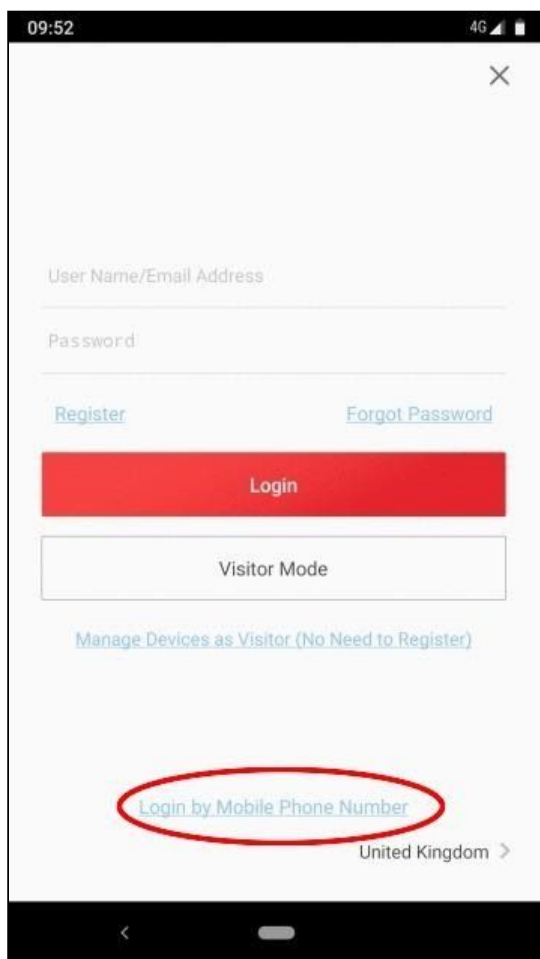 09:52
4G
User Name/Email Address
Password
Register
Forgot Password
Login
Visitor Mode
Manage Devices as Visitor (No Need to Register)
Login by Mobile Phone Number
United Kingdom